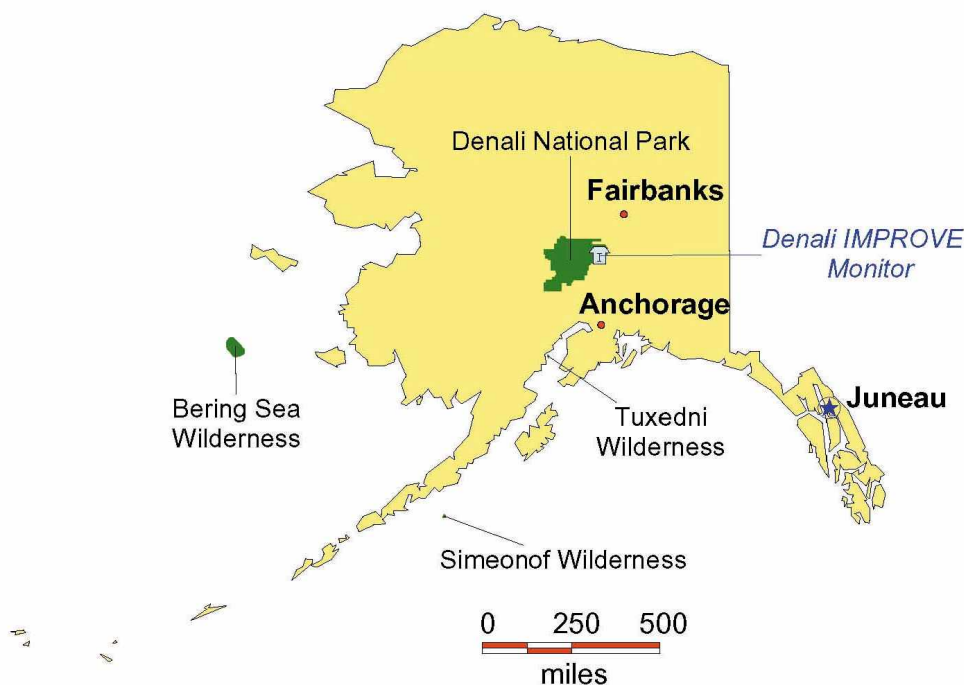 Denali National Park
Fairbanks
Denali IMPROVE
Monitor
Anchorage
Bering Sea
Wilderness
Tuxedni
Wilderness
Juneau
Simeonof Wilderness
0 250 500
miles